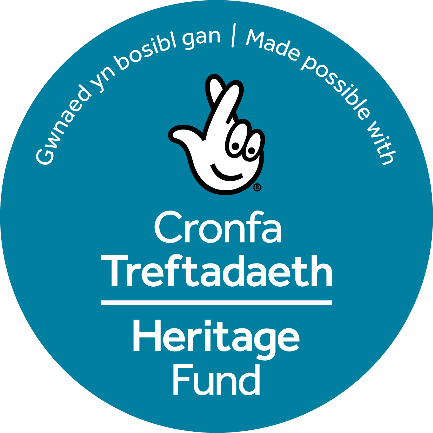 Gwnaed yn bosibl gan | Made possible with
®
Cronfa
Treftadaeth
Heritage
Fund